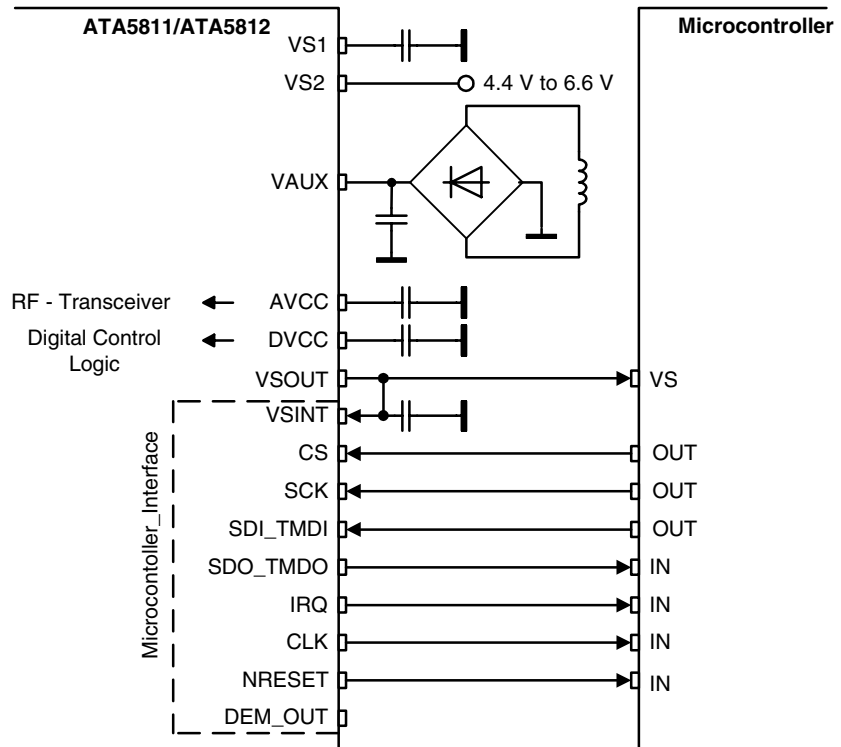 ATA5811/ATA5812
Microcontroller
VS1
VS2
4.4 V to 6.6 V
VAUX
RF - Transceiver
AVCC
Digital Control
Logic
DVCC
VSOUT
VS
VSINT
Microcontoller_Interface
CS
OUT
SCK
OUT
SDI_TMDI
OUT
SDO_TMDO
IN
IRQ
IN
CLK
IN
NRESET
IN
DEM_OUT